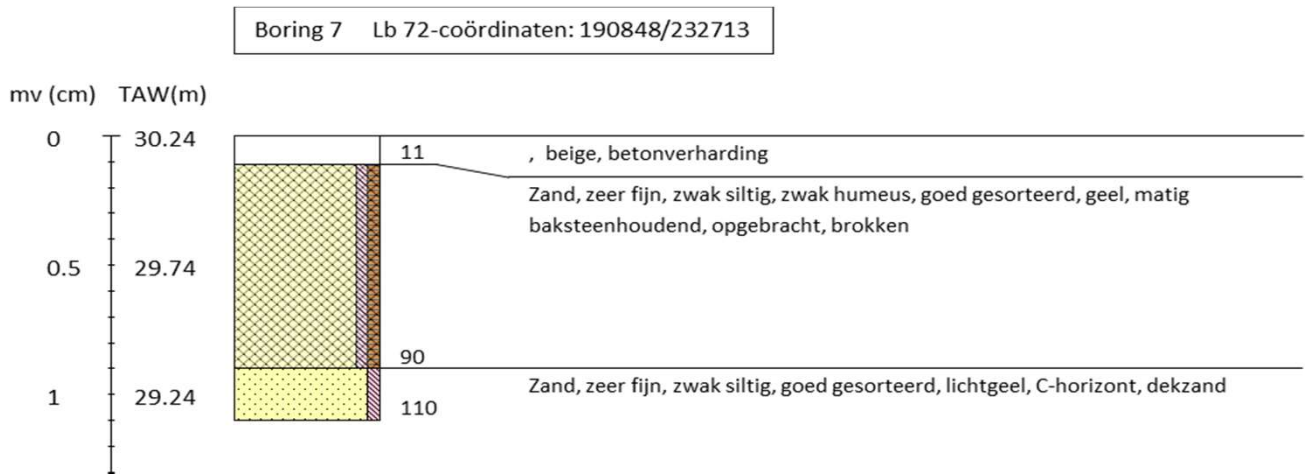 Boring 7 Lb 72-coördinaten: 190848/232713
mv (cm) TAW(m)
0 30.24
11 , beige, betonverharding
Zand, zeer fijn, zwak siltig, zwak humeus, goed gesorteerd, geel, matig
baksteenhoudend, opgebracht, brokken
0.5 29.74
90
Zand, zeer fijn, zwak siltig, goed gesorteerd, lichtgeel, C-horizont, dekzand
1 29.24
110